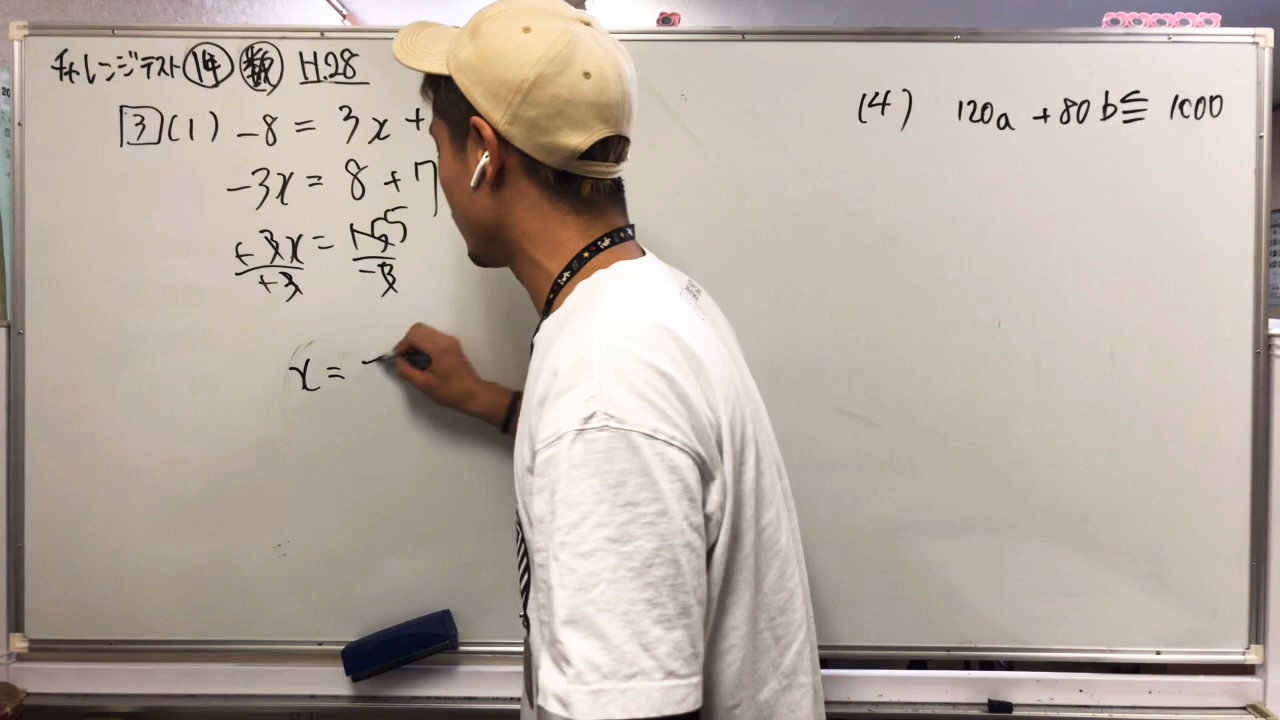 チャレンジテスト 1年 数 H.28
3 (1) -8 = 3x +
-3x = 8 + 7
+3x/+3 = 15 5/-3
x = -
(4) 120a + 80b ≦ 1000